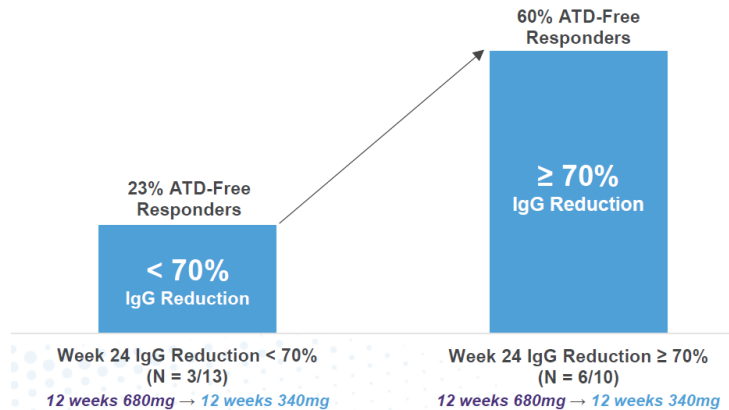 60% ATD-Free
Responders
23% ATD-Free
Responders
≥ 70%
IgG Reduction
< 70%
IgG Reduction
Week 24 IgG Reduction < 70%
(N = 3/13)
12 weeks 680mg → 12 weeks 340mg
Week 24 IgG Reduction ≥ 70%
(N = 6/10)
12 weeks 680mg → 12 weeks 340mg